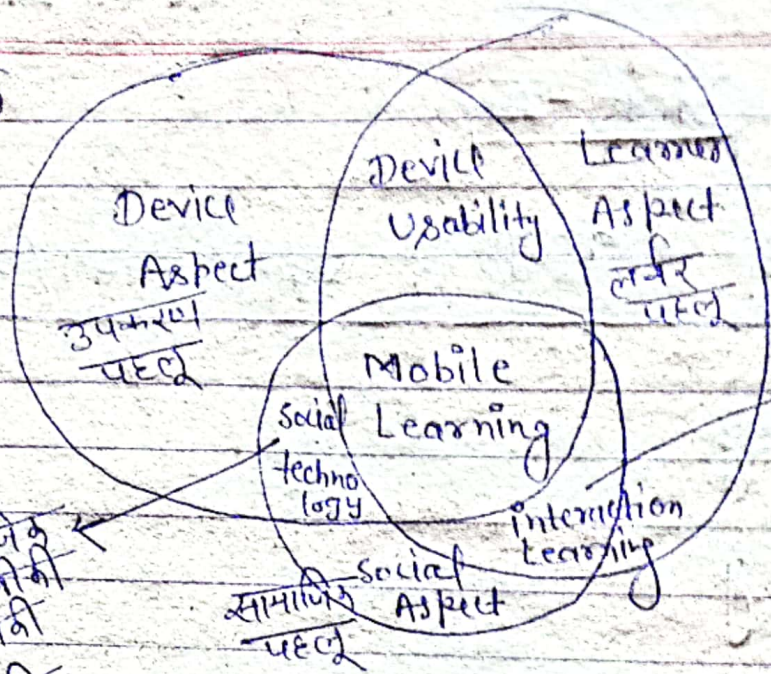 Device
Aspect
उपकरण
पहलू
Device
Usability
Learner
Aspect
लर्नर
पहलू
Mobile
Learning
Social
techno
logy
interaction
Learning
Social
Aspect
सामाजिक
पहलू